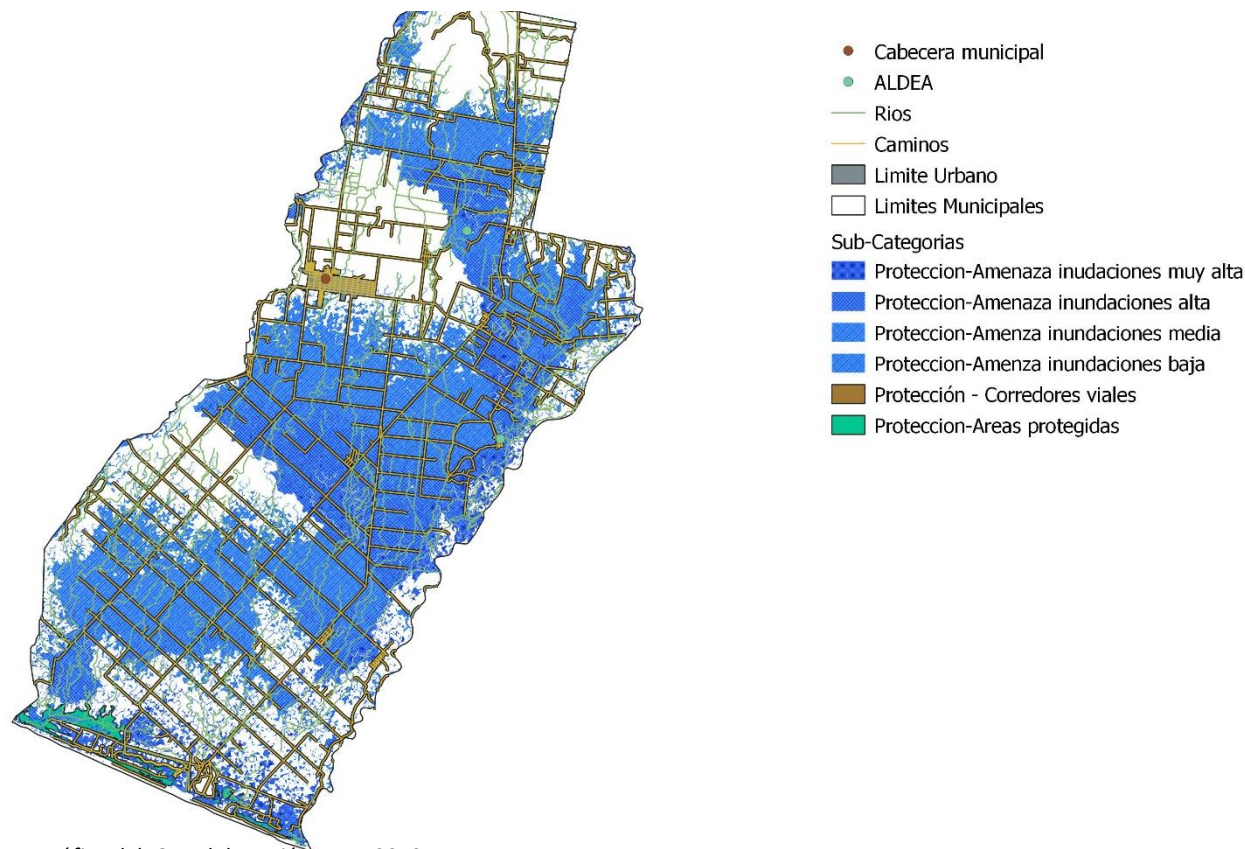 Cabecera municipal
ALDEA
Rios
Caminos
Limite Urbano
Limites Municipales
Sub-Categorias
Proteccion-Amenaza inudaciones muy alta
Proteccion-Amenaza inundaciones alta
Proteccion-Amenza inundaciones media
Proteccion-Amenza inundaciones baja
Protección - Corredores viales
Proteccion-Areas protegidas